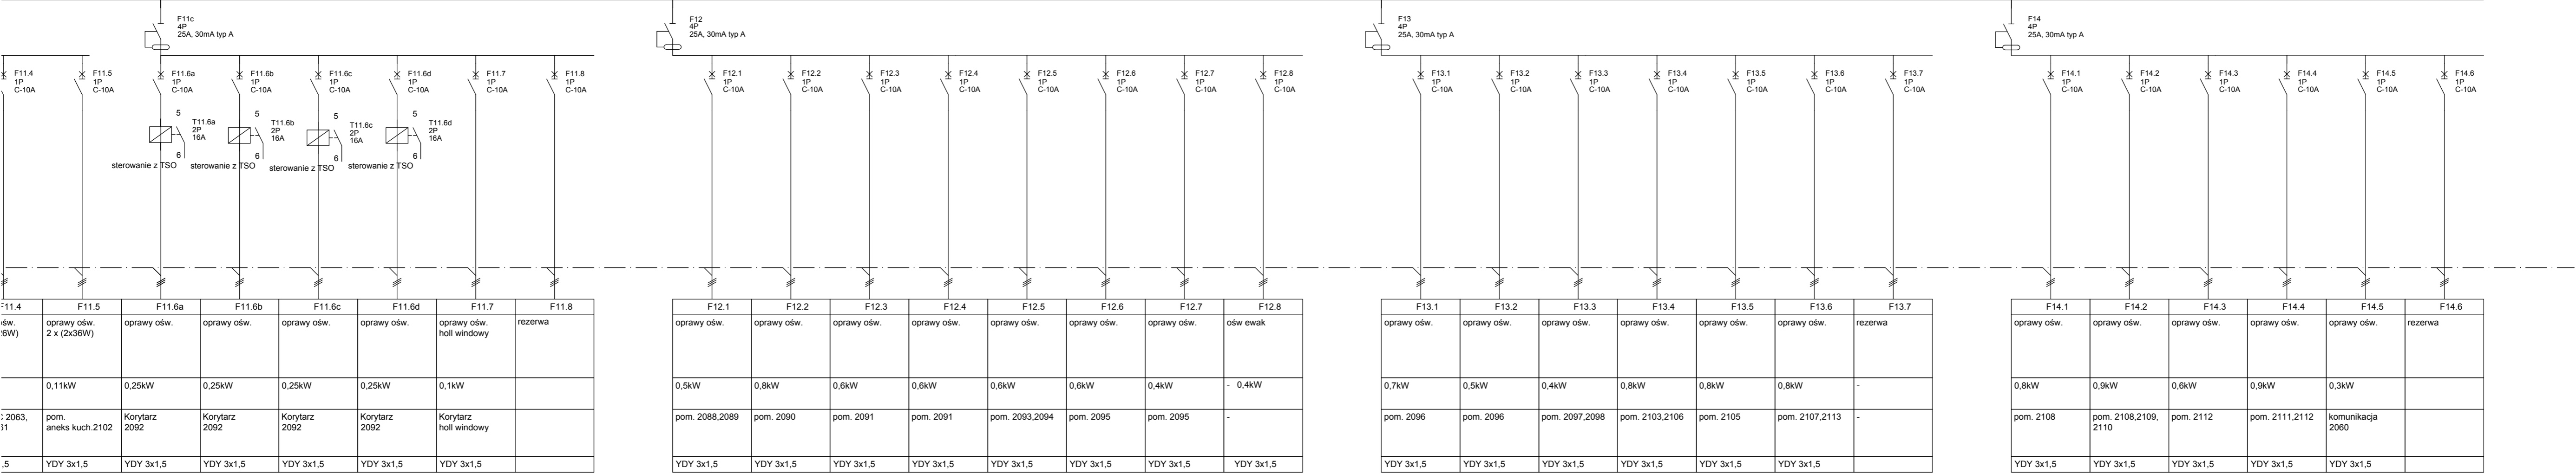 F11c
4P
25A, 30mA typ A
F12
4P
25A, 30mA typ A
F13
4P
25A, 30mA typ A
F14
4P
25A, 30mA typ A
F11.4
1P
C-10A
F11.5
1P
C-10A
F11.6a
1P
C-10A
F11.6b
1P
C-10A
F11.6c
1P
C-10A
F11.6d
1P
C-10A
F11.7
1P
C-10A
F11.8
1P
C-10A
F12.1
1P
C-10A
F12.2
1P
C-10A
F12.3
1P
C-10A
F12.4
1P
C-10A
F12.5
1P
C-10A
F12.6
1P
C-10A
F12.7
1P
C-10A
F12.8
1P
C-10A
F13.1
1P
C-10A
F13.2
1P
C-10A
F13.3
1P
C-10A
F13.4
1P
C-10A
F13.5
1P
C-10A
F13.6
1P
C-10A
F13.7
1P
C-10A
F14.1
1P
C-10A
F14.2
1P
C-10A
F14.3
1P
C-10A
F14.4
1P
C-10A
F14.5
1P
C-10A
F14.6
1P
C-10A
5
T11.6a
2P
16A
6
sterowanie z TSO
5
T11.6b
2P
16A
6
sterowanie z TSO
5
T11.6c
2P
16A
6
sterowanie z TSO
5
T11.6d
2P
16A
6
sterowanie z TSO
F11.4 F11.5 F11.6a F11.6b F11.6c F11.6d F11.7 F11.8
ośw. oprawy ośw. oprawy ośw. oprawy ośw. oprawy ośw. oprawy ośw. oprawy ośw. rezerwa
6W) 2 x (2x36W) holl windowy
0,11kW 0,25kW 0,25kW 0,25kW 0,25kW 0,1kW
2063, pom. Korytarz Korytarz Korytarz Korytarz Korytarz
aneks kuch.2102 2092 2092 2092 2092 holl windowy
,5 YDY 3x1,5 YDY 3x1,5 YDY 3x1,5 YDY 3x1,5 YDY 3x1,5 YDY 3x1,5
F12.1 F12.2 F12.3 F12.4 F12.5 F12.6 F12.7 F12.8
oprawy ośw. oprawy ośw. oprawy ośw. oprawy ośw. oprawy ośw. oprawy ośw. oprawy ośw. ośw ewak
0,5kW 0,8kW 0,6kW 0,6kW 0,6kW 0,6kW 0,4kW - 0,4kW
pom. 2088,2089 pom. 2090 pom. 2091 pom. 2091 pom. 2093,2094 pom. 2095 pom. 2095 -
YDY 3x1,5 YDY 3x1,5 YDY 3x1,5 YDY 3x1,5 YDY 3x1,5 YDY 3x1,5 YDY 3x1,5 YDY 3x1,5
F13.1 F13.2 F13.3 F13.4 F13.5 F13.6 F13.7
oprawy ośw. oprawy ośw. oprawy ośw. oprawy ośw. oprawy ośw. oprawy ośw. rezerwa
0,7kW 0,5kW 0,4kW 0,8kW 0,8kW 0,8kW -
pom. 2096 pom. 2096 pom. 2097,2098 pom. 2103,2106 pom. 2105 pom. 2107,2113 -
YDY 3x1,5 YDY 3x1,5 YDY 3x1,5 YDY 3x1,5 YDY 3x1,5 YDY 3x1,5
F14.1 F14.2 F14.3 F14.4 F14.5 F14.6
oprawy ośw. oprawy ośw. oprawy ośw. oprawy ośw. oprawy ośw. rezerwa
0,8kW 0,9kW 0,6kW 0,9kW 0,3kW
pom. 2108 pom. 2108,2109, pom. 2112 pom. 2111,2112 komunikacja
2110 2060
YDY 3x1,5 YDY 3x1,5 YDY 3x1,5 YDY 3x1,5 YDY 3x1,5